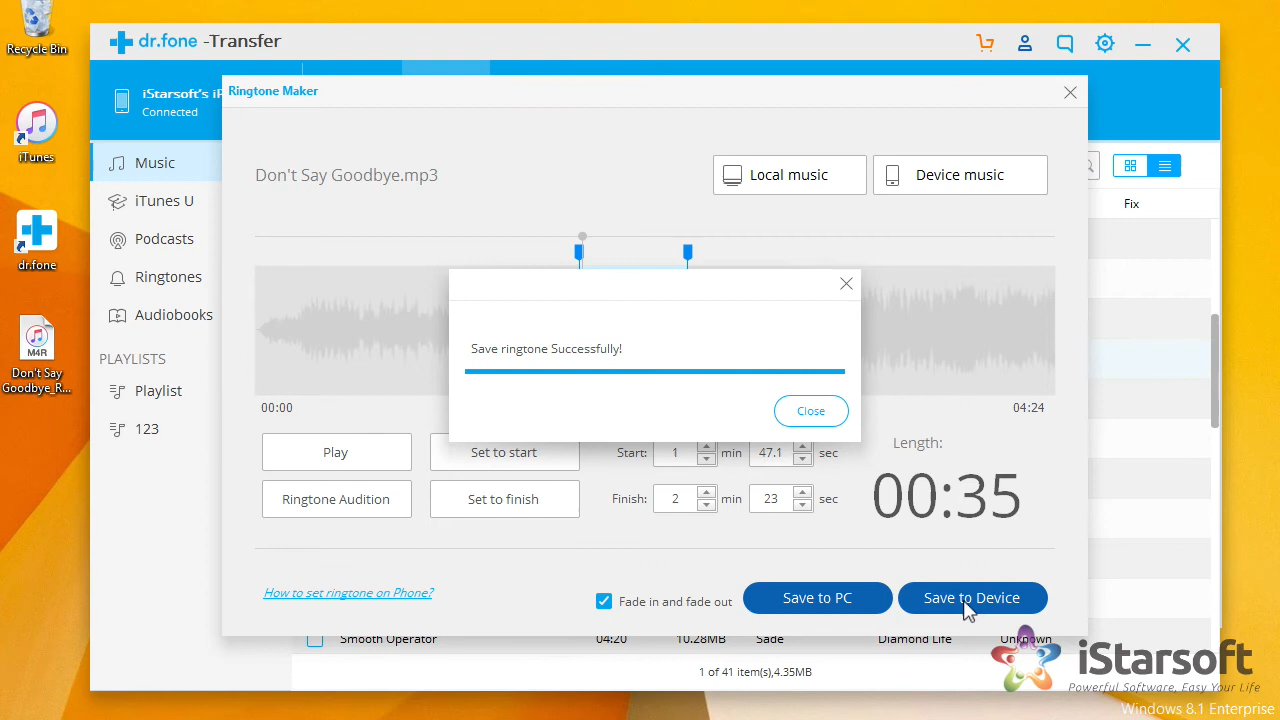 Recycle Bin
iTunes
dr.fone
M4R
Don't Say
Goodbye_R...
dr.fone -Transfer
iStarsoft's iP
Connected
Music
iTunes U
Podcasts
Ringtones
Audiobooks
PLAYLISTS
Playlist
123
Fix
Ringtone Maker
Don't Say Goodbye.mp3
Local music
Device music
Save ringtone Successfully!
Close
00:00
04:24
Play
Set to start
Start: 1 min 47.1 sec
Length:
Ringtone Audition
Set to finish
Finish: 2 min 23 sec
00:35
How to set ringtone on Phone?
Fade in and fade out
Save to PC
Save to Device
Smooth Operator 04:20 10.28MB Sade Diamond Life Unknown
1 of 41 item(s),4.35MB
iStarsoft
Powerful Software, Easy Your Life
Windows 8.1 Enterprise